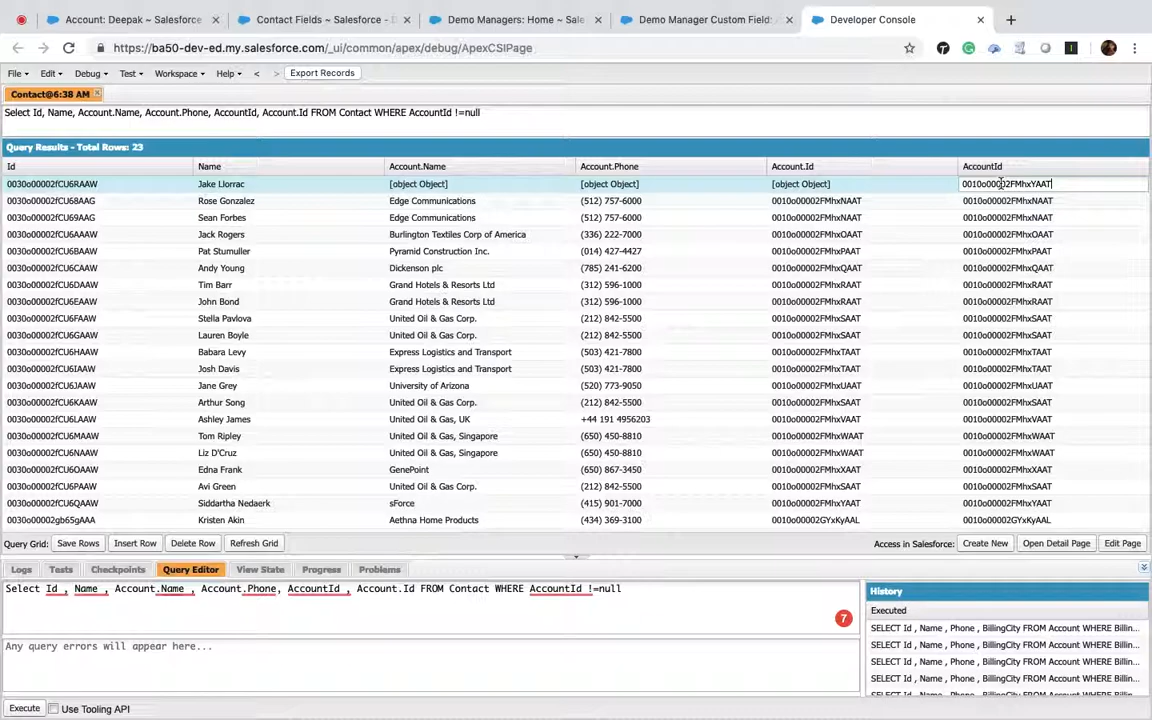 Account: Deepak ~ Salesforce
Contact Fields ~ Salesforce - D
Demo Managers: Home ~ Sale
Demo Manager Custom Field:
Developer Console
https://ba50-dev-ed.my.salesforce.com/_ui/common/apex/debug/ApexCSIPage
File Edit Debug Test Workspace Help < > Export Records
Contact@6:38 AM
Select Id, Name, Account.Name, Account.Phone, AccountId, Account.Id FROM Contact WHERE AccountId !=null
Query Results - Total Rows: 23
Id Name Account.Name Account.Phone Account.Id AccountId
0030o00002fCU6RAAW Jake Llorrac [object Object] [object Object] [object Object] 0010o00002FMhxYAAT
0030o00002fCU68AAG Rose Gonzalez Edge Communications (512) 757-6000 0010o00002FMhxNAAT 0010o00002FMhxNAAT
0030o00002fCU69AAG Sean Forbes Edge Communications (512) 757-6000 0010o00002FMhxNAAT 0010o00002FMhxNAAT
0030o00002fCU6AAAW Jack Rogers Burlington Textiles Corp of America (336) 222-7000 0010o00002FMhxOAAT 0010o00002FMhxOAAT
0030o00002fCU6BAAW Pat Stumuller Pyramid Construction Inc. (014) 427-4427 0010o00002FMhxPAAT 0010o00002FMhxPAAT
0030o00002fCU6CAAW Andy Young Dickenson plc (785) 241-6200 0010o00002FMhxQAAT 0010o00002FMhxQAAT
0030o00002fCU6DAAW Tim Barr Grand Hotels & Resorts Ltd (312) 596-1000 0010o00002FMhxRAAT 0010o00002FMhxRAAT
0030o00002fCU6EAAW John Bond Grand Hotels & Resorts Ltd (312) 596-1000 0010o00002FMhxRAAT 0010o00002FMhxRAAT
0030o00002fCU6FAAW Stella Pavlova United Oil & Gas Corp. (212) 842-5500 0010o00002FMhxSAAT 0010o00002FMhxSAAT
0030o00002fCU6GAAW Lauren Boyle United Oil & Gas Corp. (212) 842-5500 0010o00002FMhxSAAT 0010o00002FMhxSAAT
0030o00002fCU6HAAW Babara Levy Express Logistics and Transport (503) 421-7800 0010o00002FMhxTAAT 0010o00002FMhxTAAT
0030o00002fCU6IAAW Josh Davis Express Logistics and Transport (503) 421-7800 0010o00002FMhxTAAT 0010o00002FMhxTAAT
0030o00002fCU6JAAW Jane Grey University of Arizona (520) 773-9050 0010o00002FMhxUAAT 0010o00002FMhxUAAT
0030o00002fCU6KAAW Arthur Song United Oil & Gas Corp. (212) 842-5500 0010o00002FMhxSAAT 0010o00002FMhxSAAT
0030o00002fCU6LAAW Ashley James United Oil & Gas, UK +44 191 4956203 0010o00002FMhxVAAT 0010o00002FMhxVAAT
0030o00002fCU6MAAW Tom Ripley United Oil & Gas, Singapore (650) 450-8810 0010o00002FMhxWAAT 0010o00002FMhxWAAT
0030o00002fCU6NAAW Liz D'Cruz United Oil & Gas, Singapore (650) 450-8810 0010o00002FMhxWAAT 0010o00002FMhxWAAT
0030o00002fCU6OAAW Edna Frank GenePoint (650) 867-3450 0010o00002FMhxXAAT 0010o00002FMhxXAAT
0030o00002fCU6PAAW Avi Green United Oil & Gas Corp. (212) 842-5500 0010o00002FMhxSAAT 0010o00002FMhxSAAT
0030o00002fCU6QAAW Siddartha Nedaerk sForce (415) 901-7000 0010o00002FMhxYAAT 0010o00002FMhxYAAT
0030o00002gb65gAAA Kristen Akin Aethna Home Products (434) 369-3100 0010o00002GYxKyAAL 0010o00002GYxKyAAL
Query Grid: Save Rows Insert Row Delete Row Refresh Grid Access in Salesforce: Create New Open Detail Page Edit Page
Logs Tests Checkpoints Query Editor View State Progress Problems
Select Id , Name , Account.Name , Account.Phone, AccountId , Account.Id FROM Contact WHERE AccountId !=null
7
Any query errors will appear here...
History
Executed
SELECT Id , Name , Phone , BillingCity FROM Account WHERE Billin...
SELECT Id , Name , Phone , BillingCity FROM Account WHERE Billin...
SELECT Id , Name , Phone , BillingCity FROM Account WHERE Billin...
SELECT Id , Name , Phone , BillingCity FROM Account WHERE Billin...
SELECT Id , Name , Phone , BillingCity FROM Account WHERE Billin...
Execute Use Tooling API